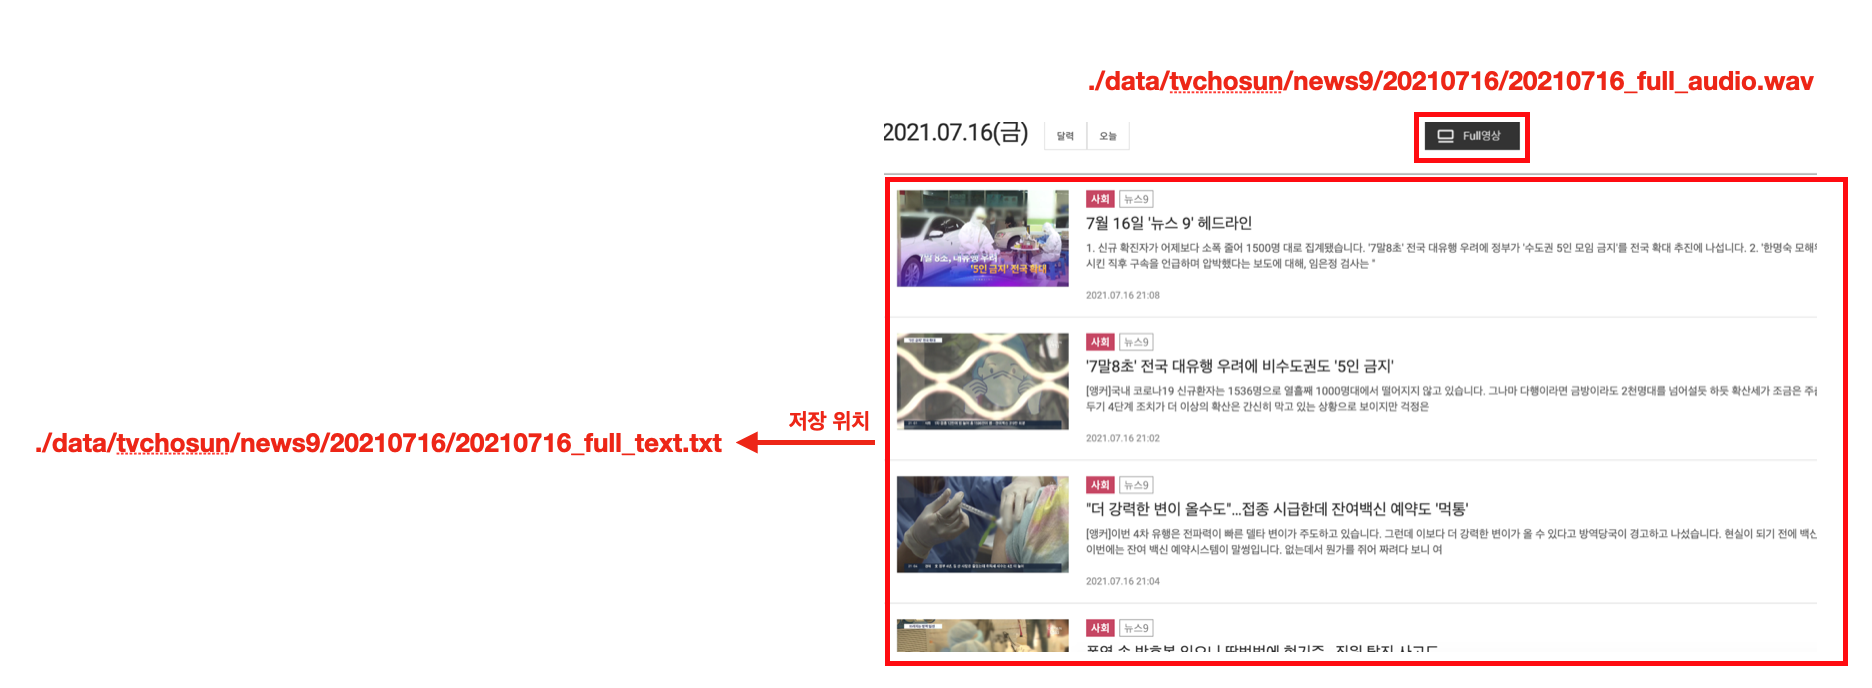 ./data/tvchosun/news9/20210716/20210716_full_audio.wav
2021.07.16(금) 달력 오늘 Full영상
사회 뉴스9
7월 16일 '뉴스 9' 헤드라인
1. 신규 확진자가 어제보다 소폭 줄어 1500명 대로 집계됐습니다. '7말8초' 전국 대유행 우려에 정부가 '수도권 5인 모임 금지'를 전국 확대 추진에 나섭니다. 2. '한명숙 모해
시킨 직후 구속을 언급하며 압박했다는 보도에 대해, 임은정 검사는 "
2021.07.16 21:08
7말 8초, 대유행 우려
'5인 금지' 전국 확대
사회 뉴스9
'7말8초' 전국 대유행 우려에 비수도권도 '5인 금지'
[앵커]국내 코로나19 신규환자는 1536명으로 열흘째 1000명대에서 떨어지지 않고 있습니다. 그나마 다행이라면 금방이라도 2천명대를 넘어설듯 하듯 확산세가 조금은
두기 4단계 조치가 더 이상의 확산은 간신히 막고 있는 상황으로 보이지만 걱정은
2021.07.16 21:02
저장 위치
./data/tvchosun/news9/20210716/20210716_full_text.txt
사회 뉴스9
"더 강력한 변이 올수도"...접종 시급한데 잔여백신 예약도 '먹통'
[앵커]이번 4차 유행은 전파력이 빠른 델타 변이가 주도하고 있습니다. 그런데 이보다 더 강력한 변이가 올 수 있다고 방역당국이 경고하고 나섰습니다. 현실이 되기 전에 백신
이번에는 잔여 백신 예약시스템이 말썽입니다. 없는데서 뭔가를 쥐어 짜려다 보니 여
2021.07.16 21:04
사회 뉴스9